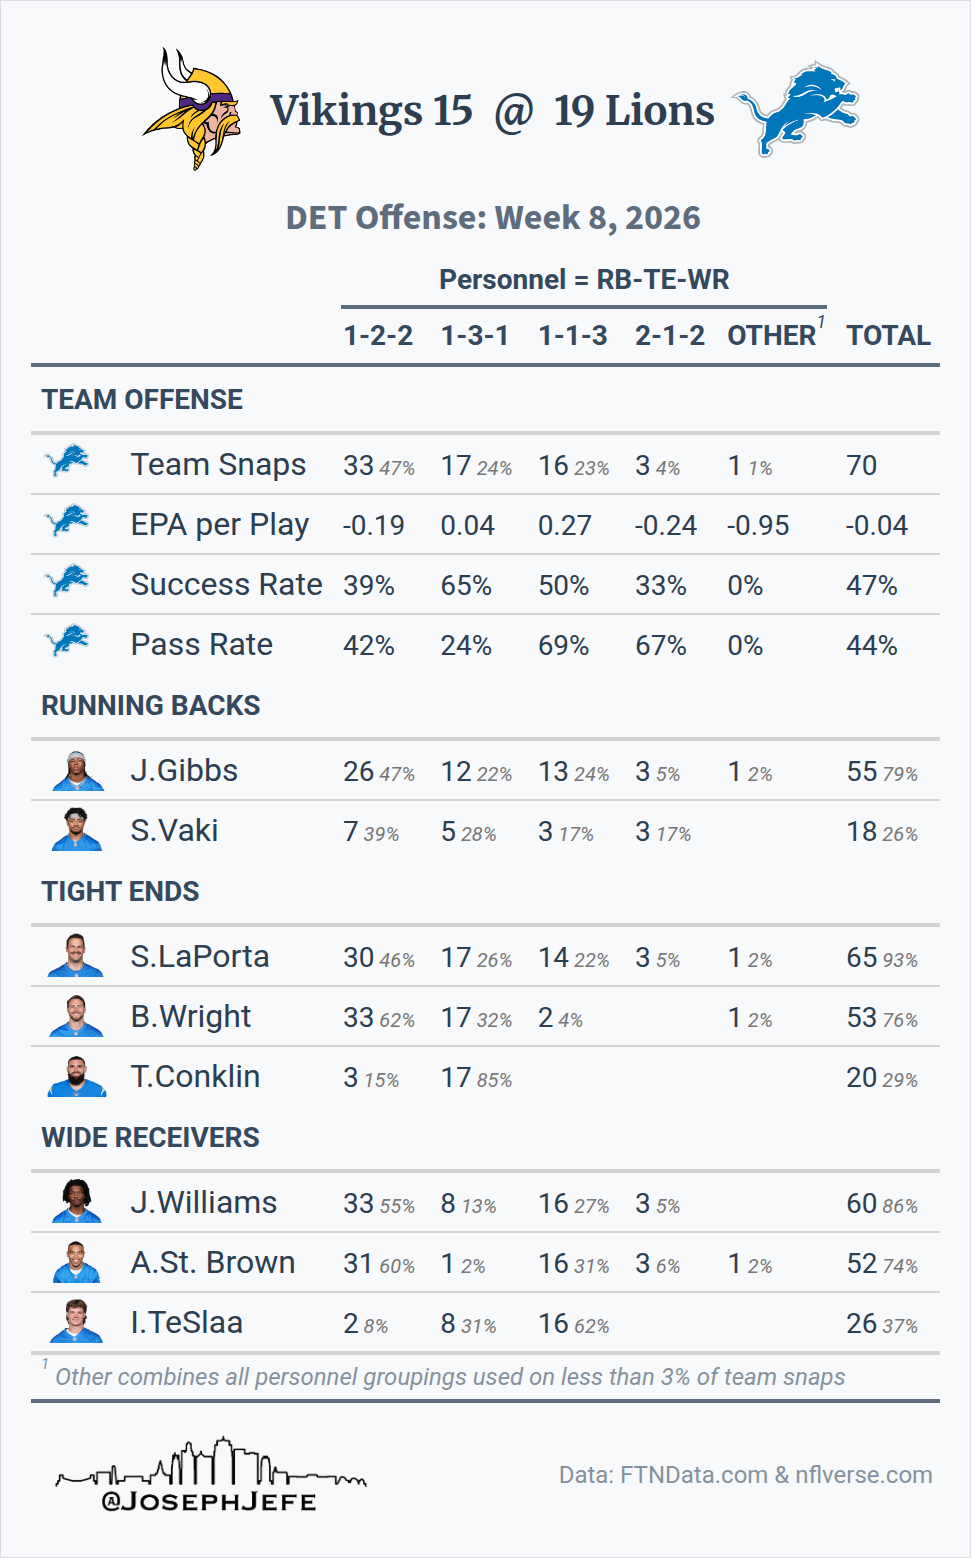 Vikings 15 @ 19 Lions
DET Offense: Week 8, 2026
Personnel = RB-TE-WR
1-2-2 1-3-1 1-1-3 2-1-2 OTHER1 TOTAL
TEAM OFFENSE
Team Snaps 33 47% 17 24% 16 23% 3 4% 1 1% 70
EPA per Play -0.19 0.04 0.27 -0.24 -0.95 -0.04
Success Rate 39% 65% 50% 33% 0% 47%
Pass Rate 42% 24% 69% 67% 0% 44%
RUNNING BACKS
J.Gibbs 26 47% 12 22% 13 24% 3 5% 1 2% 55 79%
S.Vaki 7 39% 5 28% 3 17% 3 17% 18 26%
TIGHT ENDS
S.LaPorta 30 46% 17 26% 14 22% 3 5% 1 2% 65 93%
B.Wright 33 62% 17 32% 2 4% 1 2% 53 76%
T.Conklin 3 15% 17 85% 20 29%
WIDE RECEIVERS
J.Williams 33 55% 8 13% 16 27% 3 5% 60 86%
A.St. Brown 31 60% 1 2% 16 31% 3 6% 1 2% 52 74%
I.TeSlaa 2 8% 8 31% 16 62% 26 37%
1 Other combines all personnel groupings used on less than 3% of team snaps
@JOSEPHJEFE
Data: FTNData.com & nflverse.com